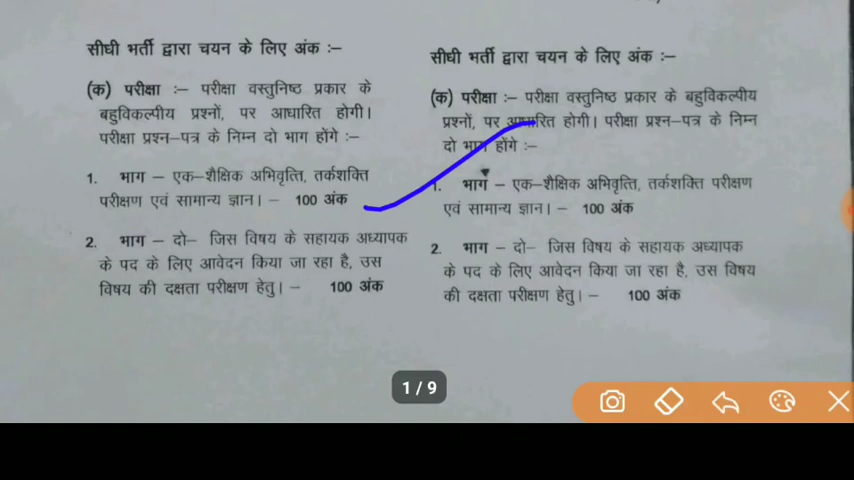 सीधी भर्ती द्वारा चयन के लिए अंक :–
(क) परीक्षा :– परीक्षा वस्तुनिष्ठ प्रकार के
बहुविकल्पीय प्रश्नों, पर आधारित होगी।
परीक्षा प्रश्न–पत्र के निम्न दो भाग होंगे :–
1. भाग – एक–शैक्षिक अभिवृत्ति, तर्कशक्ति
परीक्षण एवं सामान्य ज्ञान। – 100 अंक
2. भाग – दो– जिस विषय के सहायक अध्यापक
के पद के लिए आवेदन किया जा रहा है, उस
विषय की दक्षता परीक्षण हेतु। – 100 अंक
सीधी भर्ती द्वारा चयन के लिए अंक :–
(क) परीक्षा :– परीक्षा वस्तुनिष्ठ प्रकार के बहुविकल्पीय
प्रश्नों, पर आधारित होगी। परीक्षा प्रश्न–पत्र के निम्न
दो भाग होंगे :–
1. भाग – एक–शैक्षिक अभिवृत्ति, तर्कशक्ति परीक्षण
एवं सामान्य ज्ञान। – 100 अंक
2. भाग – दो– जिस विषय के सहायक अध्यापक
के पद के लिए आवेदन किया जा रहा है, उस विषय
की दक्षता परीक्षण हेतु। – 100 अंक
1 / 9